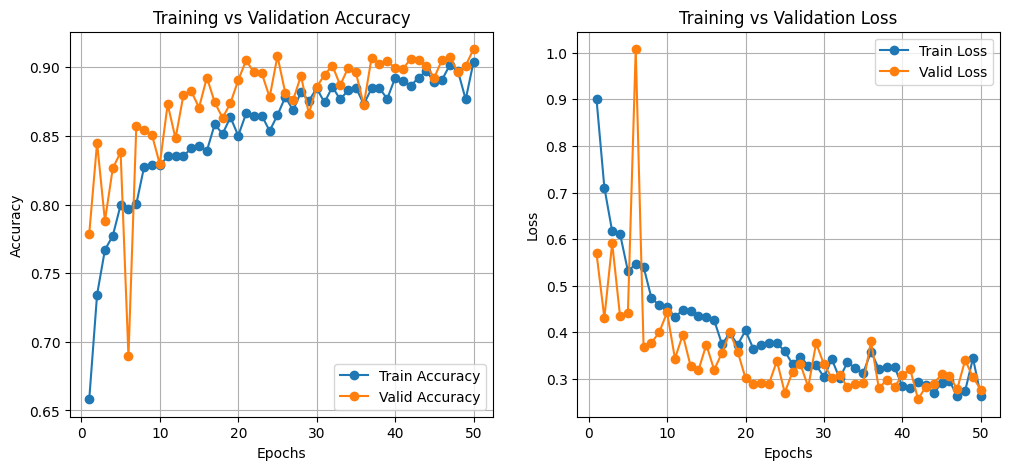 Training vs Validation Accuracy
Accuracy
0.90
0.85
0.80
0.75
0.70
0.65
0 10 20 30 40 50
Epochs
Train Accuracy
Valid Accuracy
Training vs Validation Loss
Loss
1.0
0.9
0.8
0.7
0.6
0.5
0.4
0.3
0 10 20 30 40 50
Epochs
Train Loss
Valid Loss